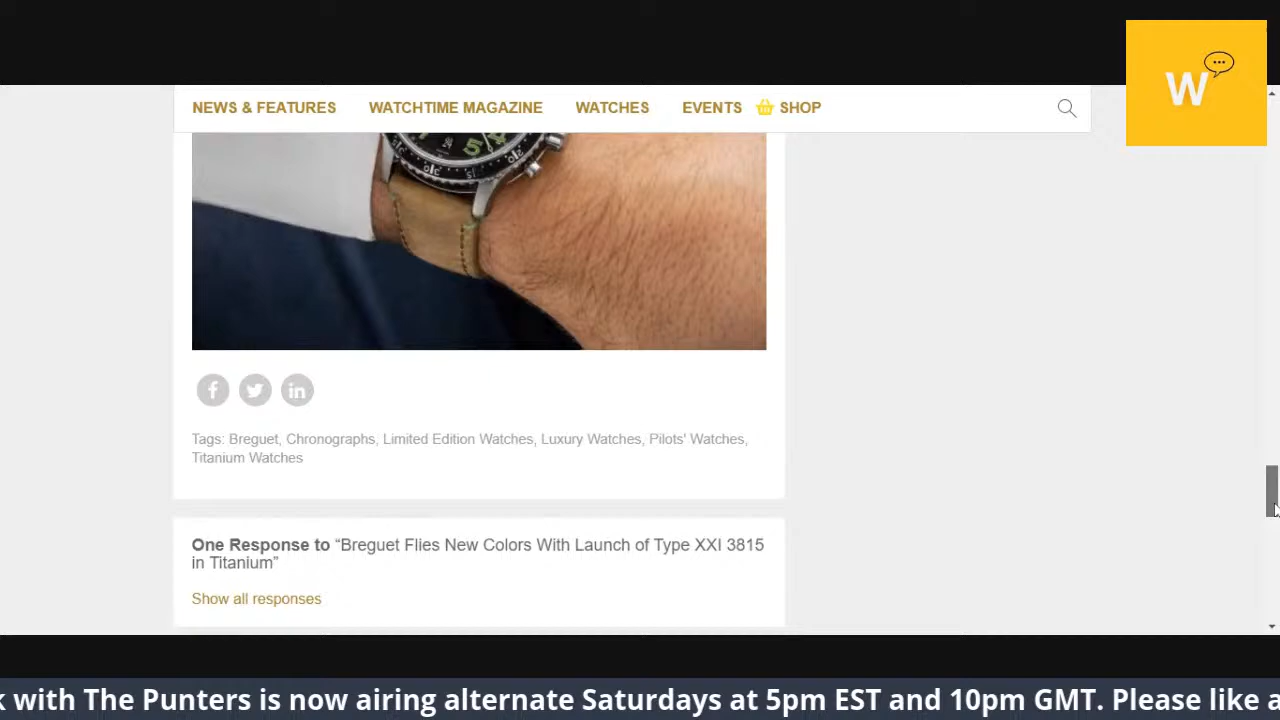 W
NEWS & FEATURES WATCHTIME MAGAZINE WATCHES EVENTS SHOP
f in
Tags: Breguet, Chronographs, Limited Edition Watches, Luxury Watches, Pilots' Watches,
Titanium Watches
One Response to “Breguet Flies New Colors With Launch of Type XXI 3815
in Titanium”
Show all responses
with The Punters is now airing alternate Saturdays at 5pm EST and 10pm GMT. Please like